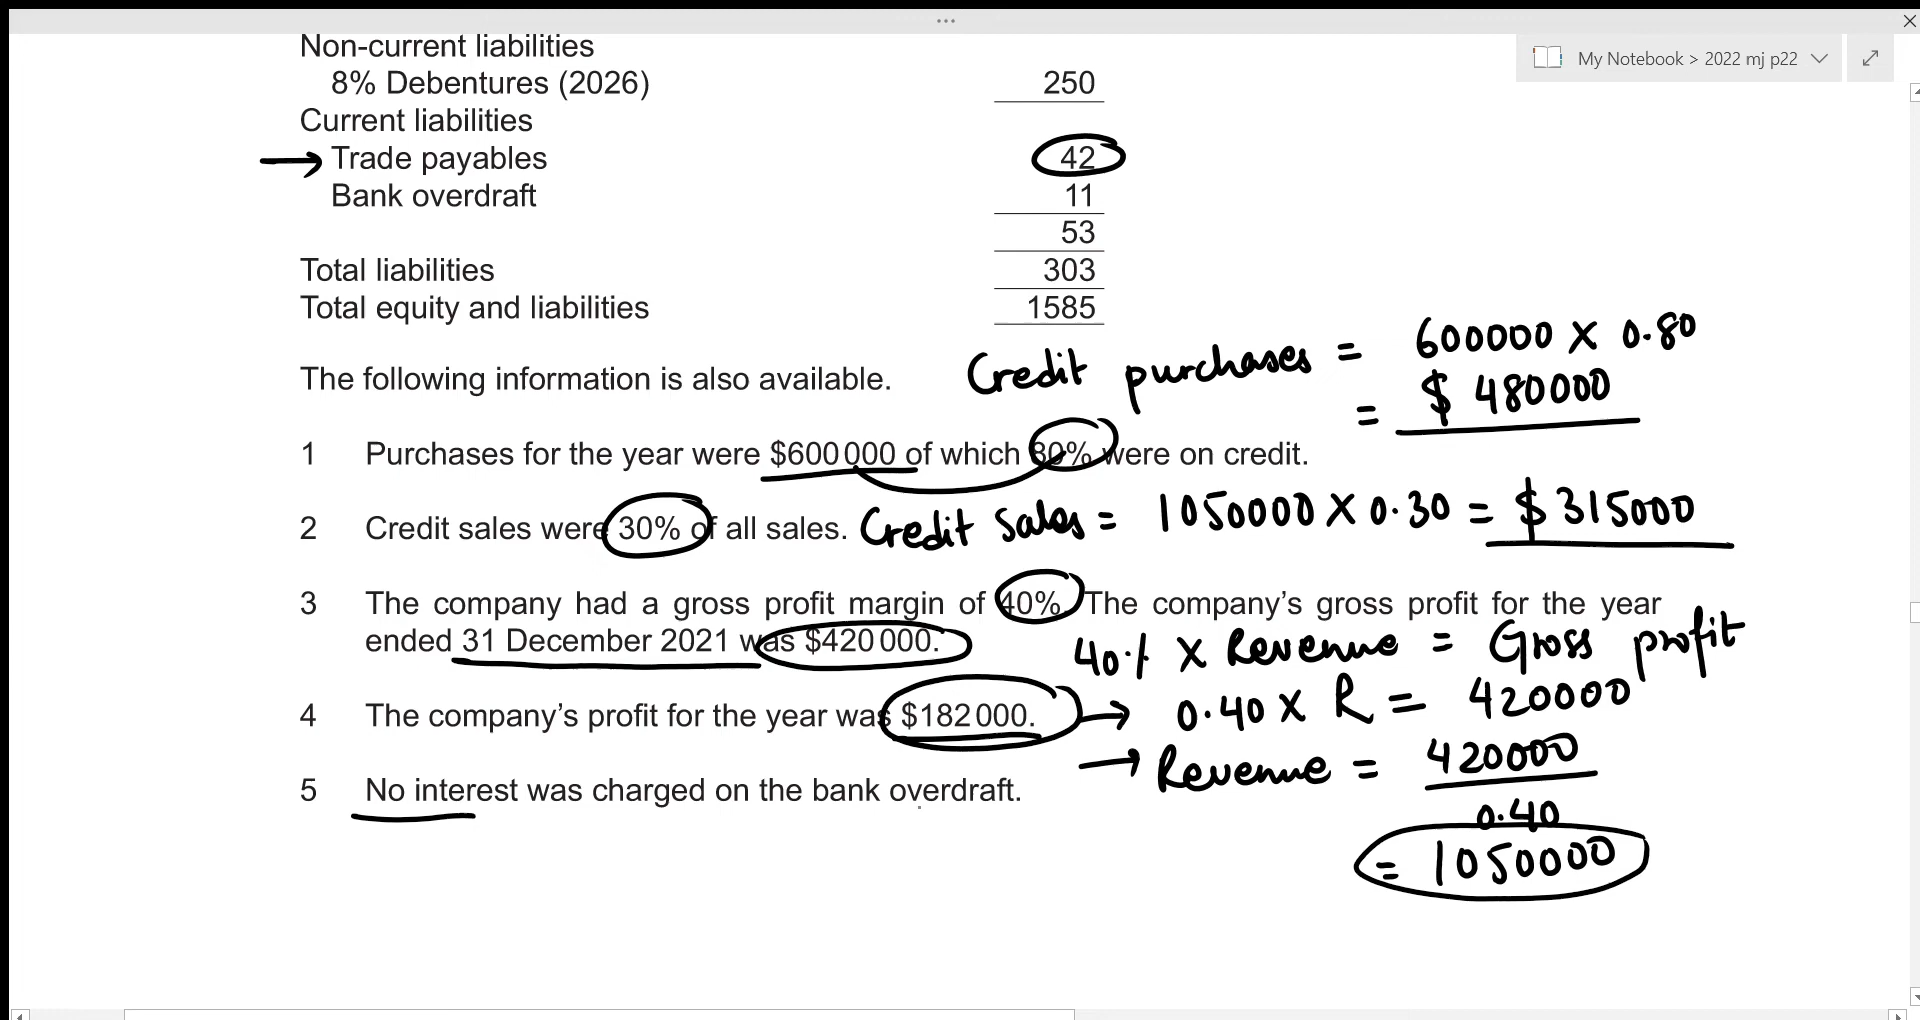 ...
My Notebook > 2022 mj p22
Non-current liabilities
8% Debentures (2026) 250
Current liabilities
Trade payables 42
Bank overdraft 11
53
Total liabilities 303
Total equity and liabilities 1585
The following information is also available.
Credit purchases = 600000 X 0.80
= $ 480000
1 Purchases for the year were $600 000 of which 80% were on credit.
2 Credit sales were 30% of all sales. Credit Sales = 1050000 X 0.30 = $ 315000
3 The company had a gross profit margin of 40%. The company's gross profit for the year
ended 31 December 2021 was $420 000.
40% X Revenue = Gross profit
4 The company's profit for the year was $182 000.
→ 0.40 X R = 420000
→ Revenue = 420000
0.40
5 No interest was charged on the bank overdraft.
= 1050000